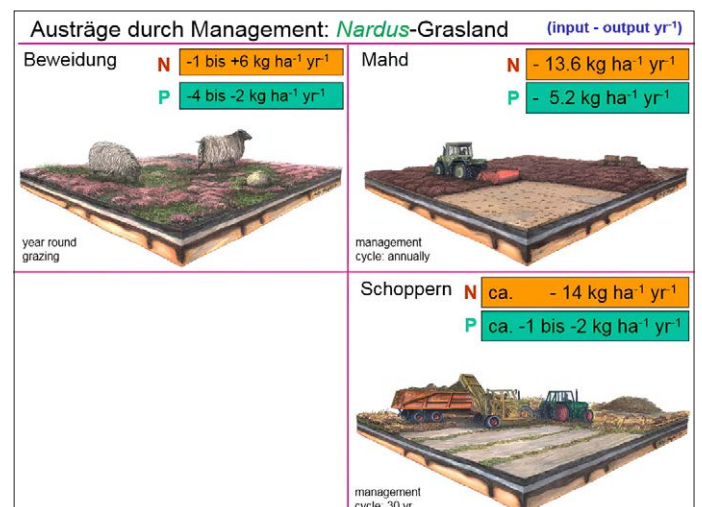 Austräge durch Management: Nardus-Grasland (input - output yr⁻¹)
Beweidung
N -1 bis +6 kg ha⁻¹ yr⁻¹
P -4 bis -2 kg ha⁻¹ yr⁻¹
year round
grazing
Mahd
N - 13.6 kg ha⁻¹ yr⁻¹
P - 5.2 kg ha⁻¹ yr⁻¹
management
cycle: annually
Schoppern
N ca. - 14 kg ha⁻¹ yr⁻¹
P ca. -1 bis -2 kg ha⁻¹ yr⁻¹
management
cycle: 30 yr